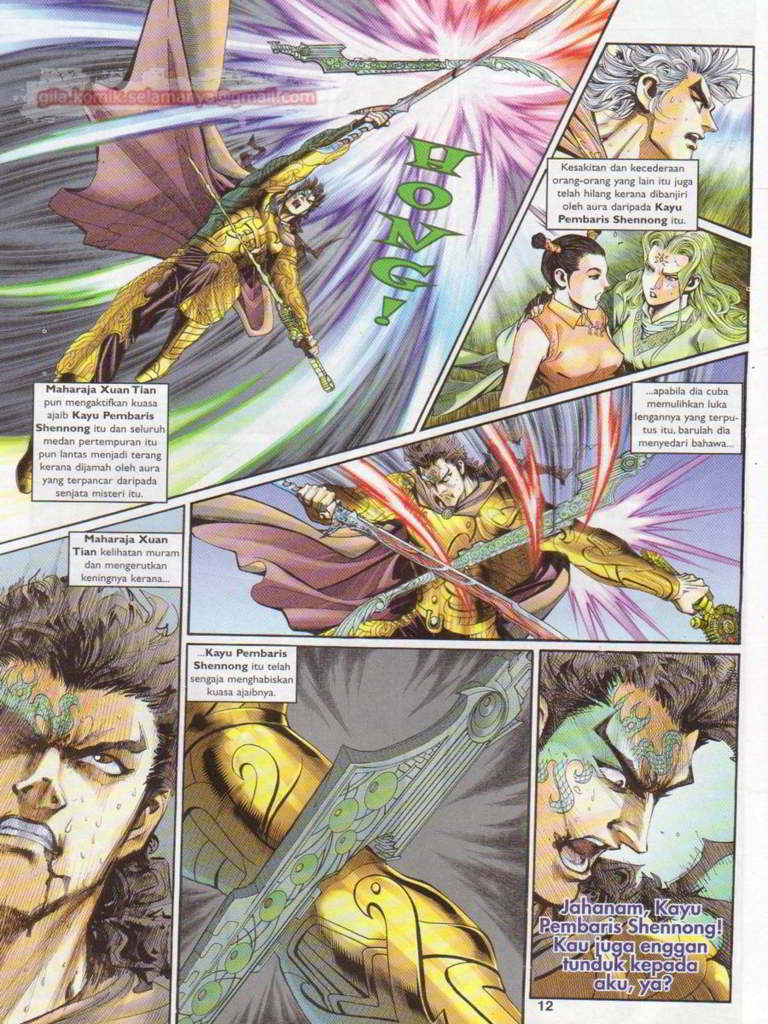 gila-komik-selamanya@gmail.com
HONG!
Kesakitan dan kecederaan
orang-orang yang lain itu juga
telah hilang kerana dibanjiri
oleh aura daripada Kayu
Pembaris Shennong itu.
Maharaja Xuan Tian
pun mengaktifkan kuasa
ajaib Kayu Pembaris
Shennong itu dan seluruh
medan pertempuran itu
pun lantas menjadi terang
kerana dijamah oleh aura
yang terpancar daripada
senjata misteri itu.
...apabila dia cuba
memulihkan luka
lengannya yang terpu-
tus itu, barulah dia
menyedari bahawa...
Maharaja Xuan
Tian kelihatan muram
dan mengerutkan
keningnya kerana...
...Kayu Pembaris
Shennong itu telah
sengaja menghabiskan
kuasa ajaibnya.
Jahanam, Kayu
Pembaris Shennong!
Kau juga enggan
tunduk kepada
aku, ya?
12